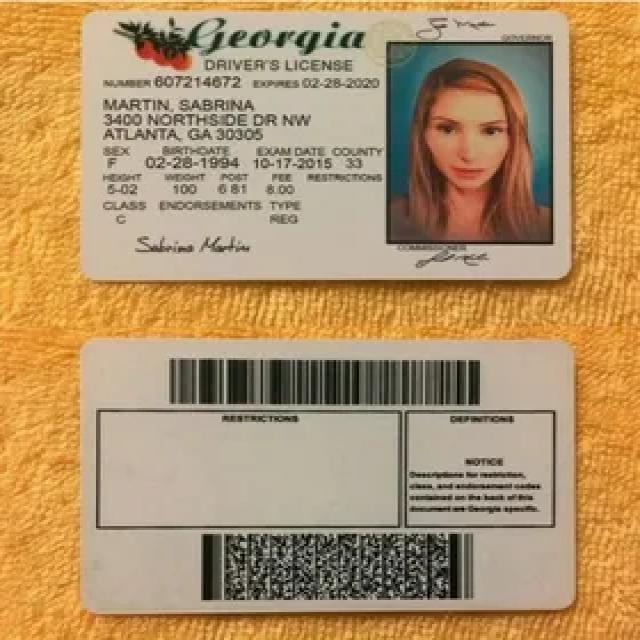 Georgia
GOVERNOR
DRIVER'S LICENSE
NUMBER 607214672 EXPIRES 02-28-2020
MARTIN, SABRINA
3400 NORTHSIDE DR NW
ATLANTA, GA 30305
SEX BIRTHDATE EXAM DATE COUNTY
F 02-28-1994 10-17-2015 33
HEIGHT WEIGHT POST FEE RESTRICTIONS
5-02 100 681 8.00
CLASS ENDORSEMENTS TYPE
C REG
Sabrina Martin
COMMISSIONER
RESTRICTIONS
DEFINITIONS
NOTICE
Descriptions for restriction,
class, and endorsement codes
contained on the back of this
document are Georgia specific.